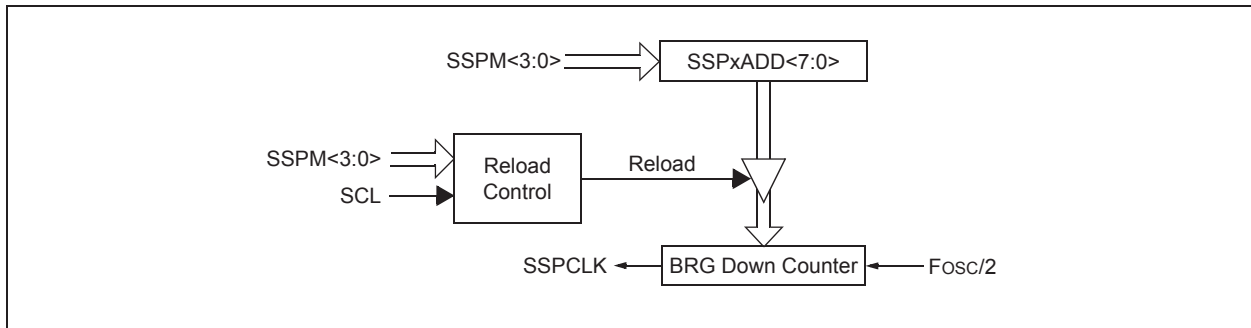 SSPM<3:0>
SSPxADD<7:0>
SSPM<3:0>
SCL
Reload
Control
Reload
SSPCLK
BRG Down Counter
FOSC/2